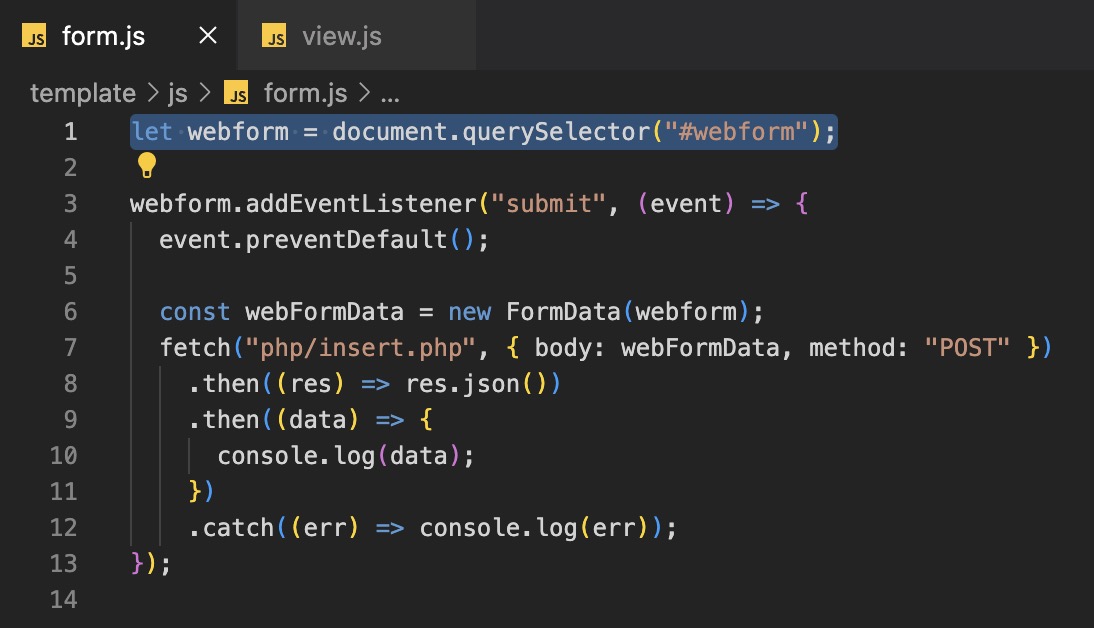 JS form.js × JS view.js
template > js > JS form.js > ...
1 let webform = document.querySelector("#webform");
2
3 webform.addEventListener("submit", (event) => {
4   event.preventDefault();
5
6   const webFormData = new FormData(webform);
7   fetch("php/insert.php", { body: webFormData, method: "POST" })
8     .then((res) => res.json())
9     .then((data) => {
10       console.log(data);
11     })
12     .catch((err) => console.log(err));
13 });
14